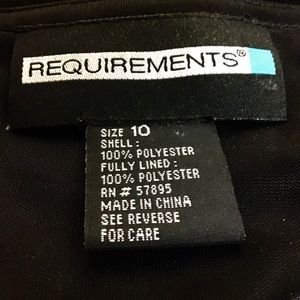 REQUIREMENTS®
SIZE 10
SHELL:
100% POLYESTER
FULLY LINED:
100% POLYESTER
RN # 57895
MADE IN CHINA
SEE REVERSE
FOR CARE